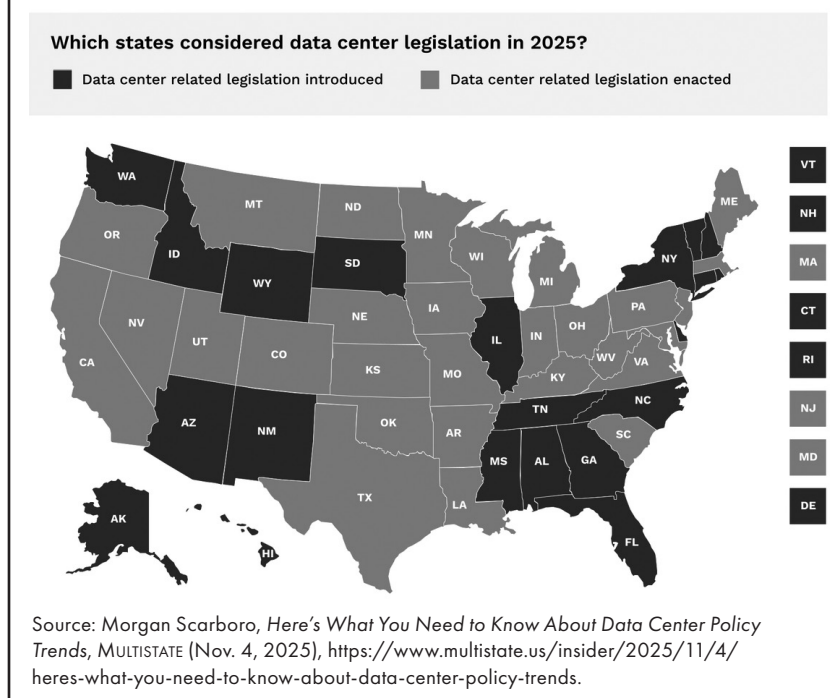 Which states considered data center legislation in 2025?
Data center related legislation introduced
Data center related legislation enacted
WA
MT
ND
ME
VT
OR
MN
NH
ID
SD
WI
NY
WY
MI
MA
IA
PA
NE
CT
NV
IL
IN
OH
UT
CO
WV
VA
RI
CA
KS
MO
KY
NC
NJ
TN
AZ
NM
OK
AR
SC
MD
MS
AL
GA
TX
LA
DE
AK
FL
HI
Source: Morgan Scarboro, Here's What You Need to Know About Data Center Policy
Trends, MULTISTATE (Nov. 4, 2025), https://www.multistate.us/insider/2025/11/4/
heres-what-you-need-to-know-about-data-center-policy-trends.